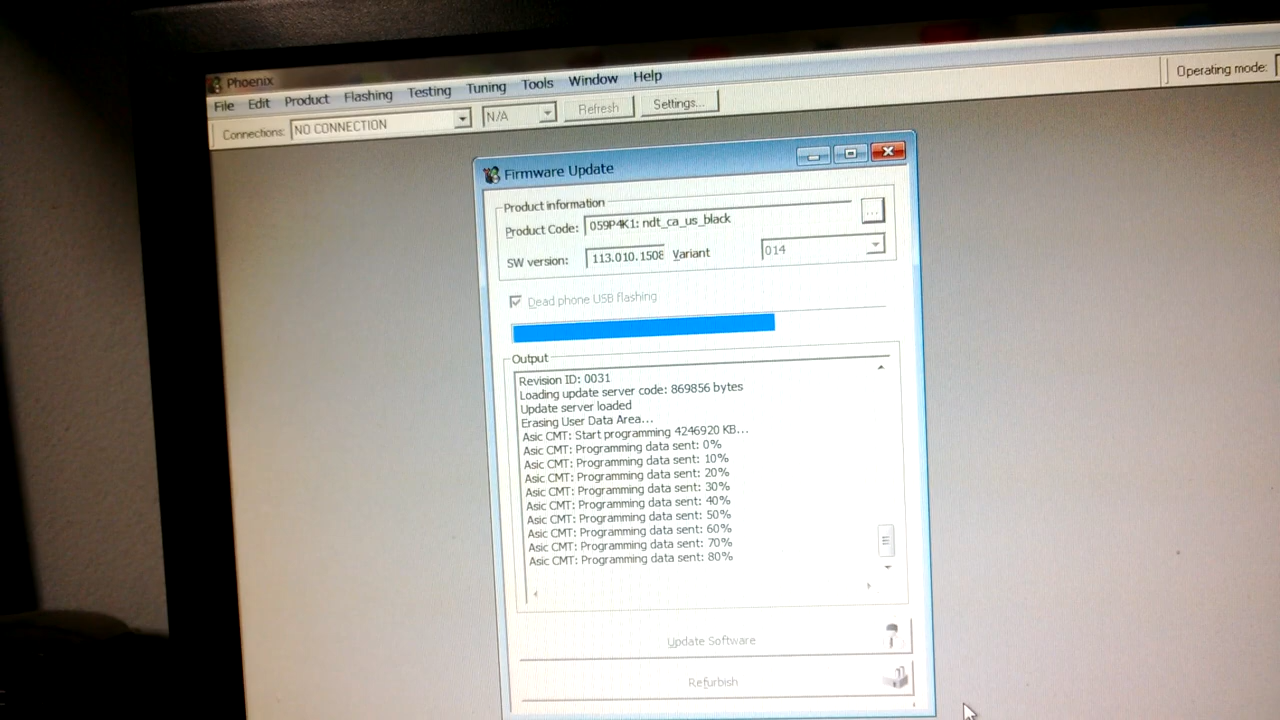 Phoenix
File Edit Product Flashing Testing Tuning Tools Window Help
Connections: NO CONNECTION N/A Refresh Settings... Operating mode:
Firmware Update
Product information
Product Code: 059P4K1: ndt_ca_us_black ...
SW version: 113.010.1508 Variant 014
Dead phone USB flashing
Output
Revision ID: 0031
Loading update server code: 869856 bytes
Update server loaded
Erasing User Data Area...
Asic CMT: Start programming 4246920 KB...
Asic CMT: Programming data sent: 0%
Asic CMT: Programming data sent: 10%
Asic CMT: Programming data sent: 20%
Asic CMT: Programming data sent: 30%
Asic CMT: Programming data sent: 40%
Asic CMT: Programming data sent: 50%
Asic CMT: Programming data sent: 60%
Asic CMT: Programming data sent: 70%
Asic CMT: Programming data sent: 80%
Update Software
Refurbish